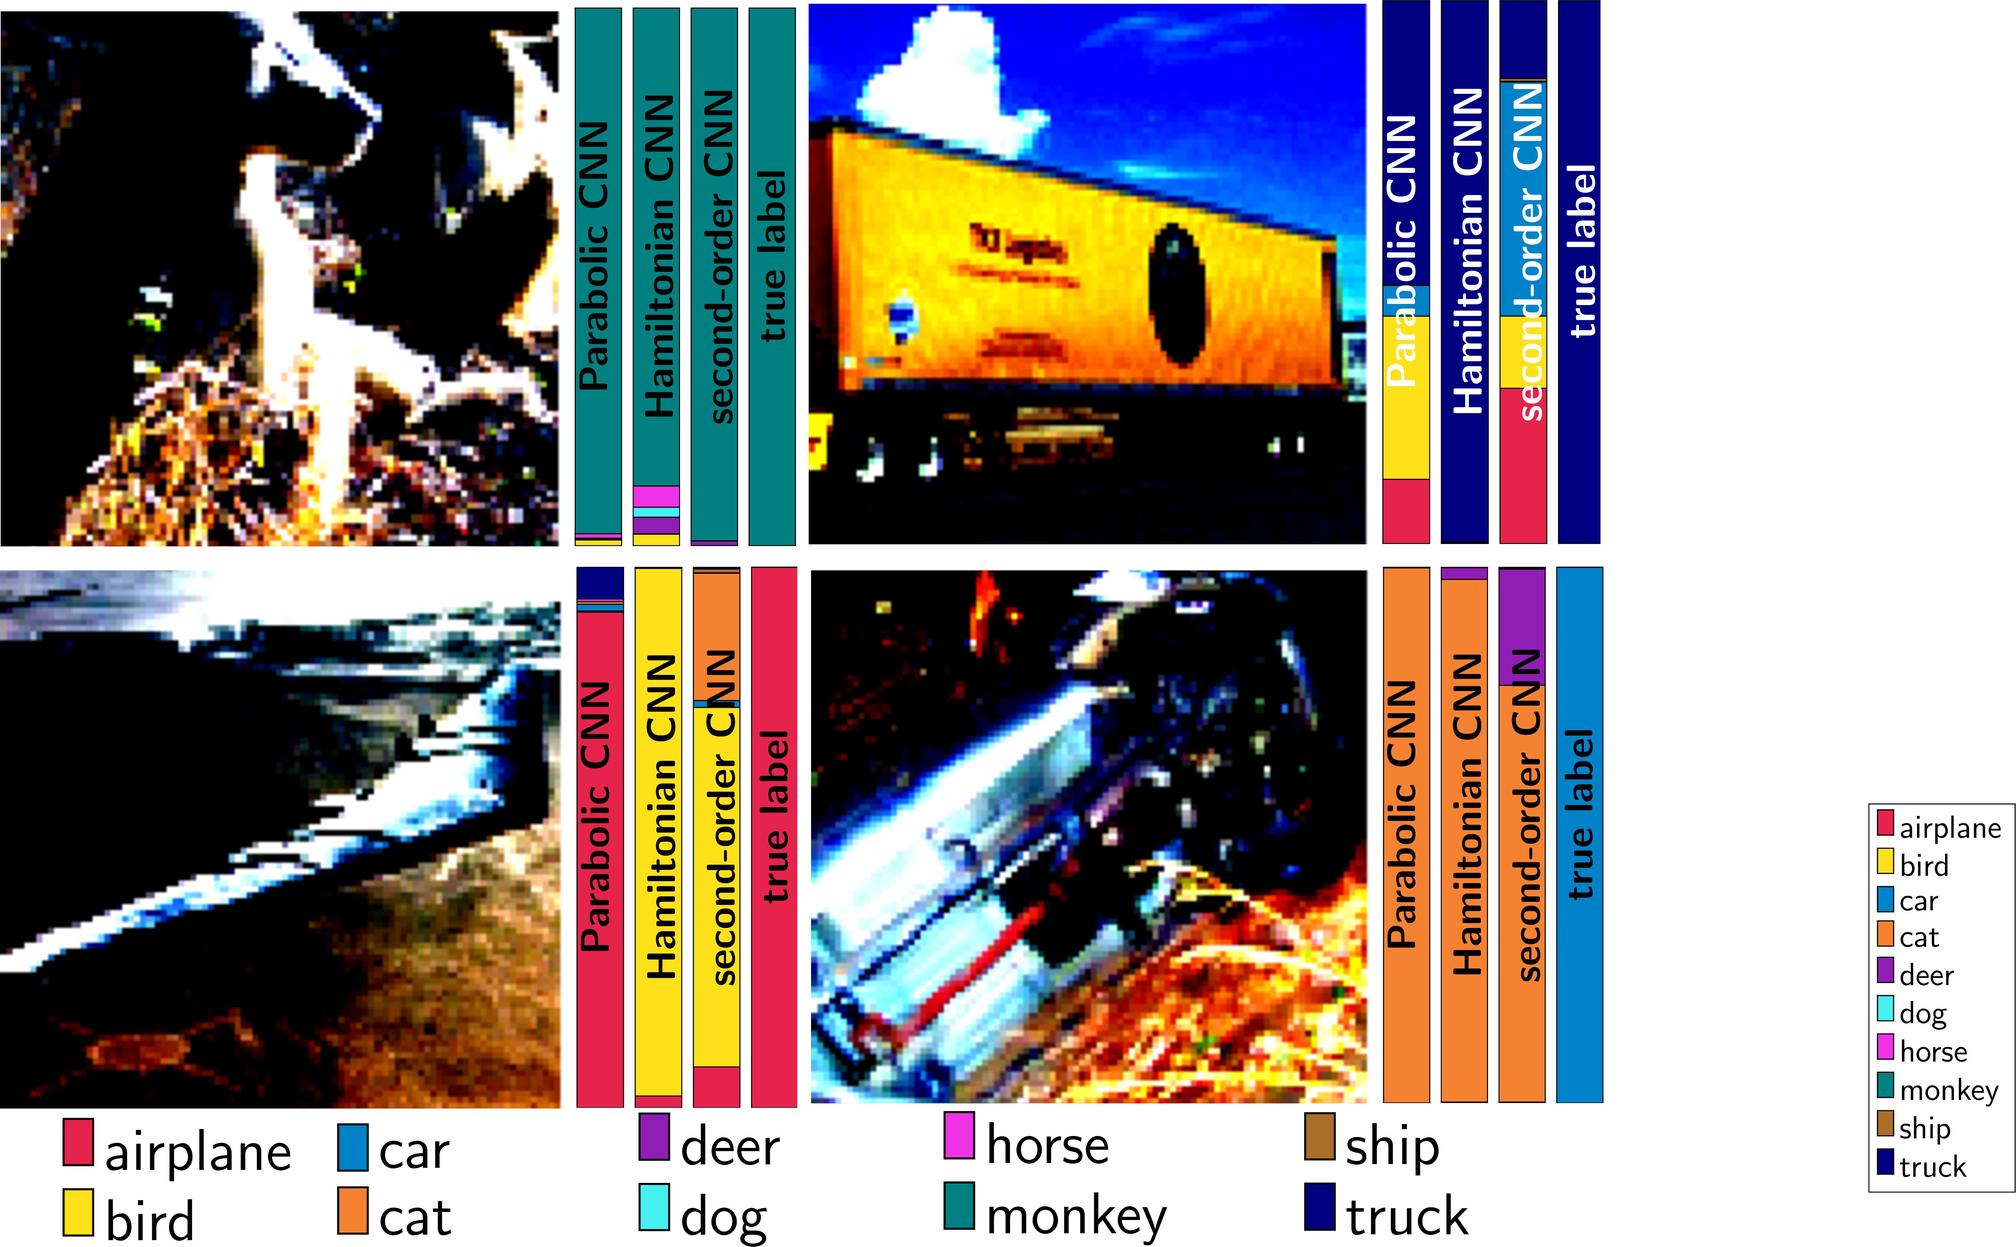 Parabolic CNN
Hamiltonian CNN
second-order CNN
true label
Parabolic CNN
Hamiltonian CNN
second-order CNN
true label
Parabolic CNN
Hamiltonian CNN
second-order CNN
true label
Parabolic CNN
Hamiltonian CNN
second-order CNN
true label
airplane
bird
car
cat
deer
dog
horse
monkey
ship
truck
airplane car deer horse ship
bird cat dog monkey truck